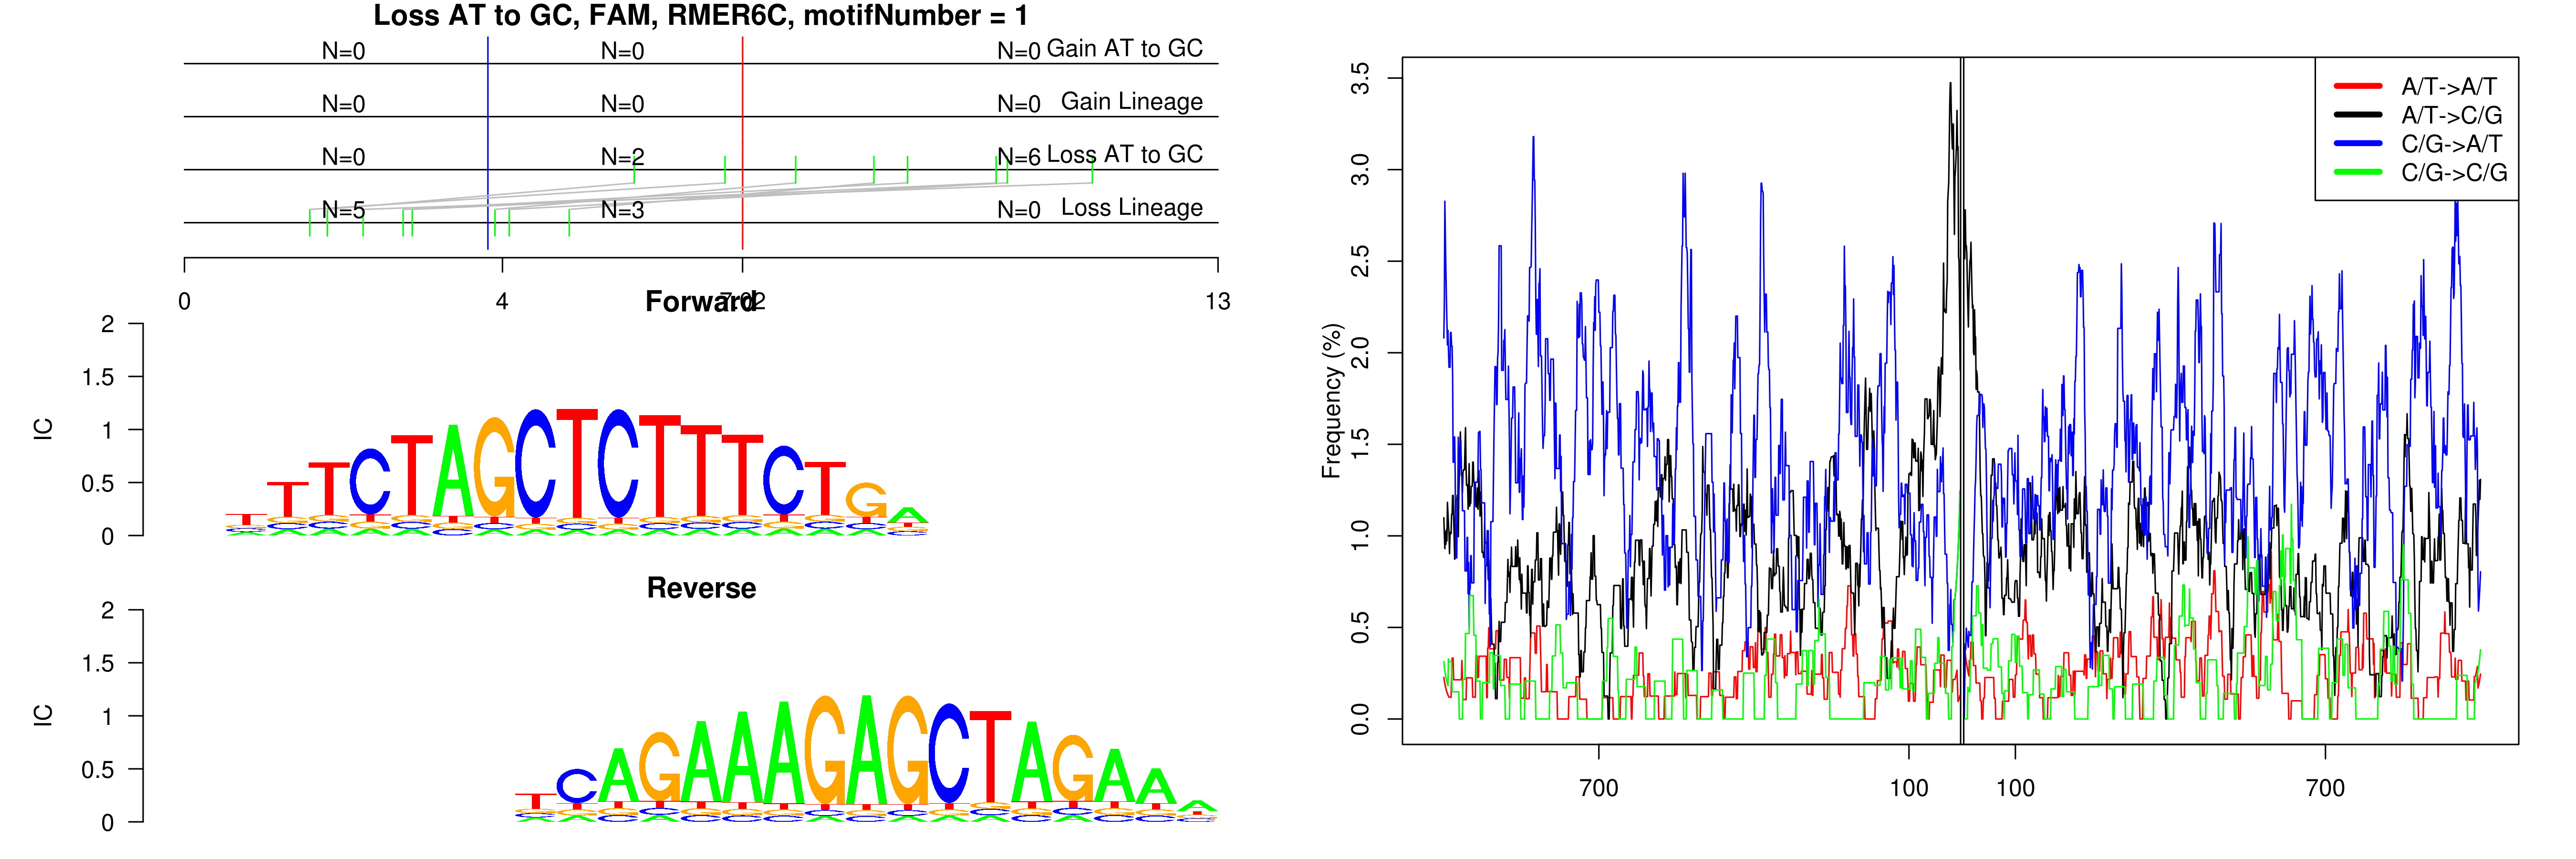 Loss AT to GC, FAM, RMER6C, motifNumber = 1
N=0 N=0 N=0 Gain AT to GC
N=0 N=0 N=0 Gain Lineage
N=0 N=2 N=6 Loss AT to GC
N=5 N=3 N=0 Loss Lineage
0 4 7.02 13
Forward
2
1.5
1
0.5
0
IC
TTTCTAGCTCTTTCTGA
Reverse
2
1.5
1
0.5
0
IC
TCAGAAAGAGCTAGAAA
3.5
3.0
2.5
2.0
1.5
1.0
0.5
0.0
Frequency (%)
A/T->A/T
A/T->C/G
C/G->A/T
C/G->C/G
700 100 100 700